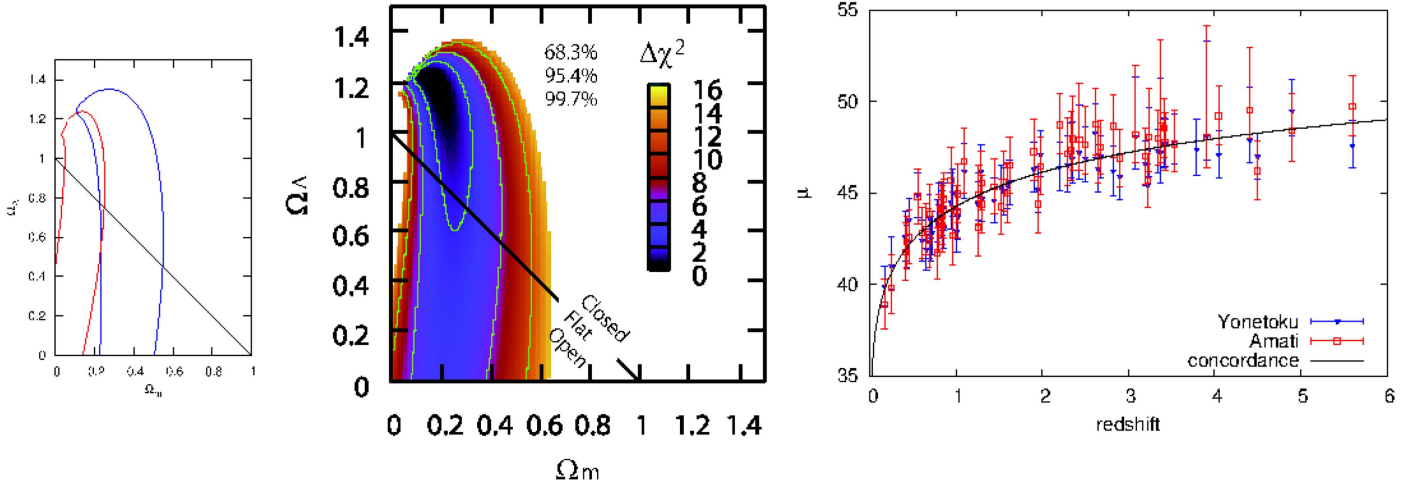 1.4
1.2
1
0.8
0.6
0.4
0.2
0
0 0.2 0.4 0.6 0.8 1
Ω_Λ
Ω_m
1.4
1.2
1
0.8
0.6
0.4
0.2
0
ΩΛ
68.3%
95.4%
99.7%
Δχ²
16
14
12
10
8
6
4
2
0
Closed
Flat
Open
0 0.2 0.4 0.6 0.8 1 1.2 1.4
Ωm
55
50
45
40
35
μ
Yonetoku
Amati
concordance
0 1 2 3 4 5 6
redshift